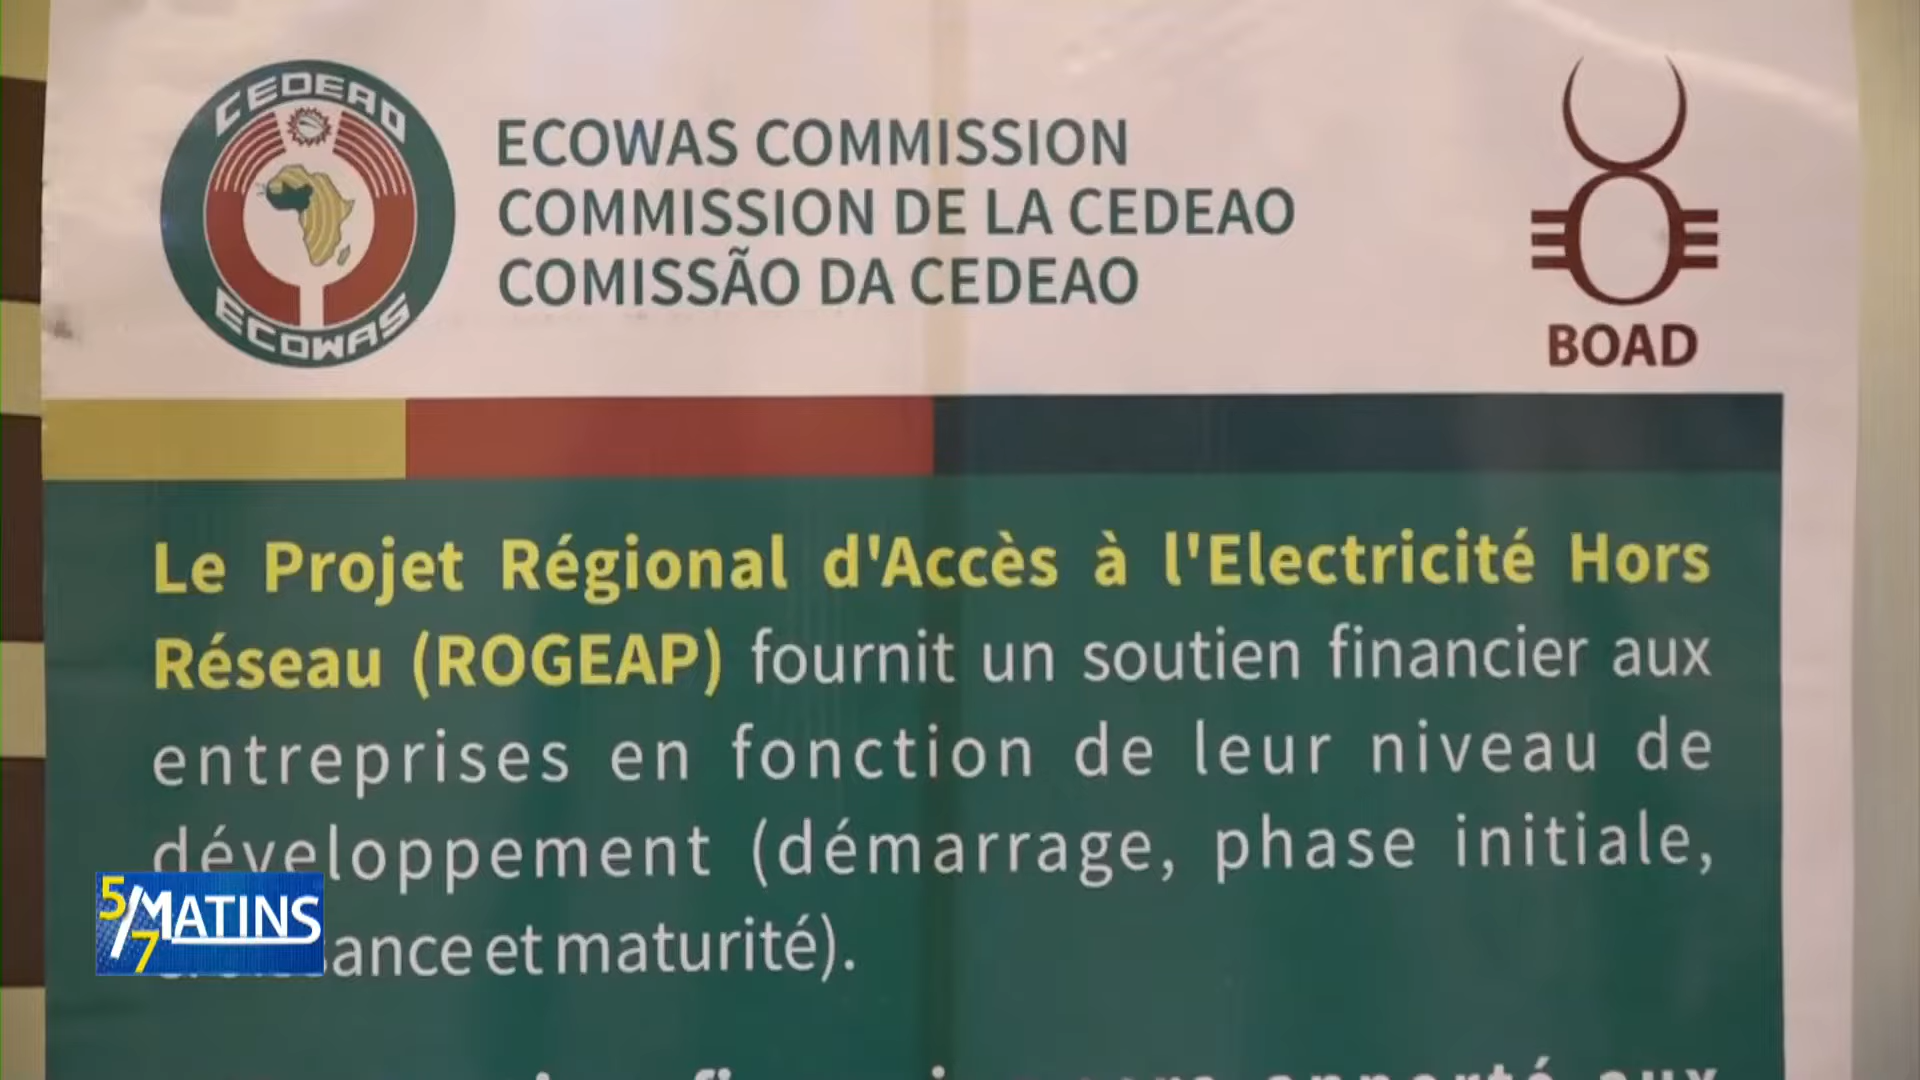 CEDEAO
ECOWAS
ECOWAS COMMISSION
COMMISSION DE LA CEDEAO
COMISSÃO DA CEDEAO
BOAD
Le Projet Régional d'Accès à l'Electricité Hors
Réseau (ROGEAP) fournit un soutien financier aux
entreprises en fonction de leur niveau de
développement (démarrage, phase initiale,
et maturité).
5/7 MATINS